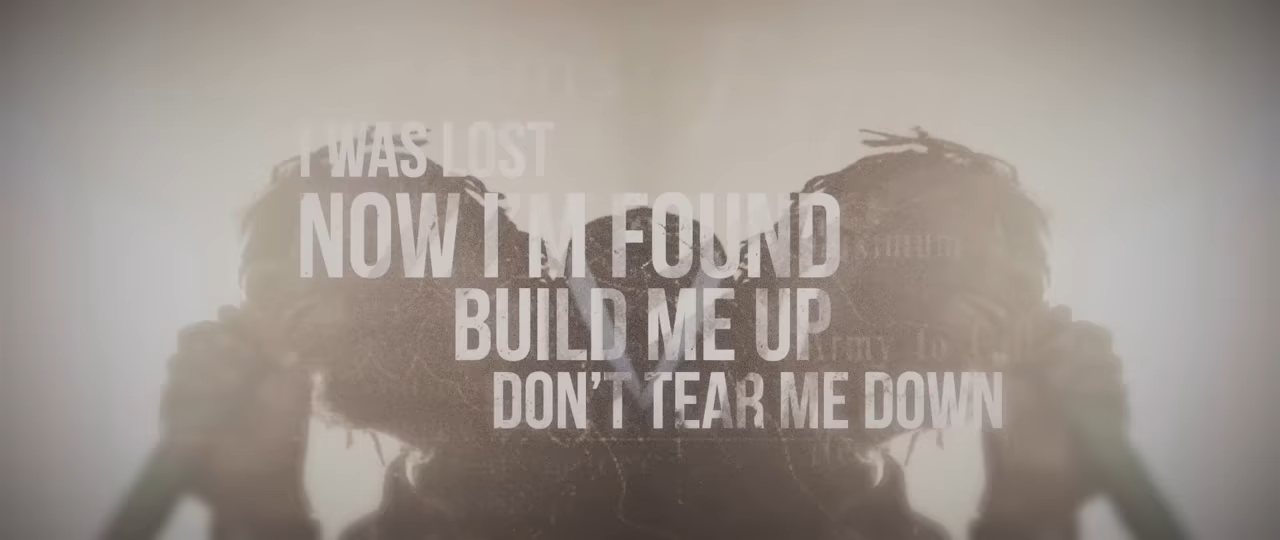 I WAS LOST
NOW I'M FOUND
BUILD ME UP
DON'T TEAR ME DOWN